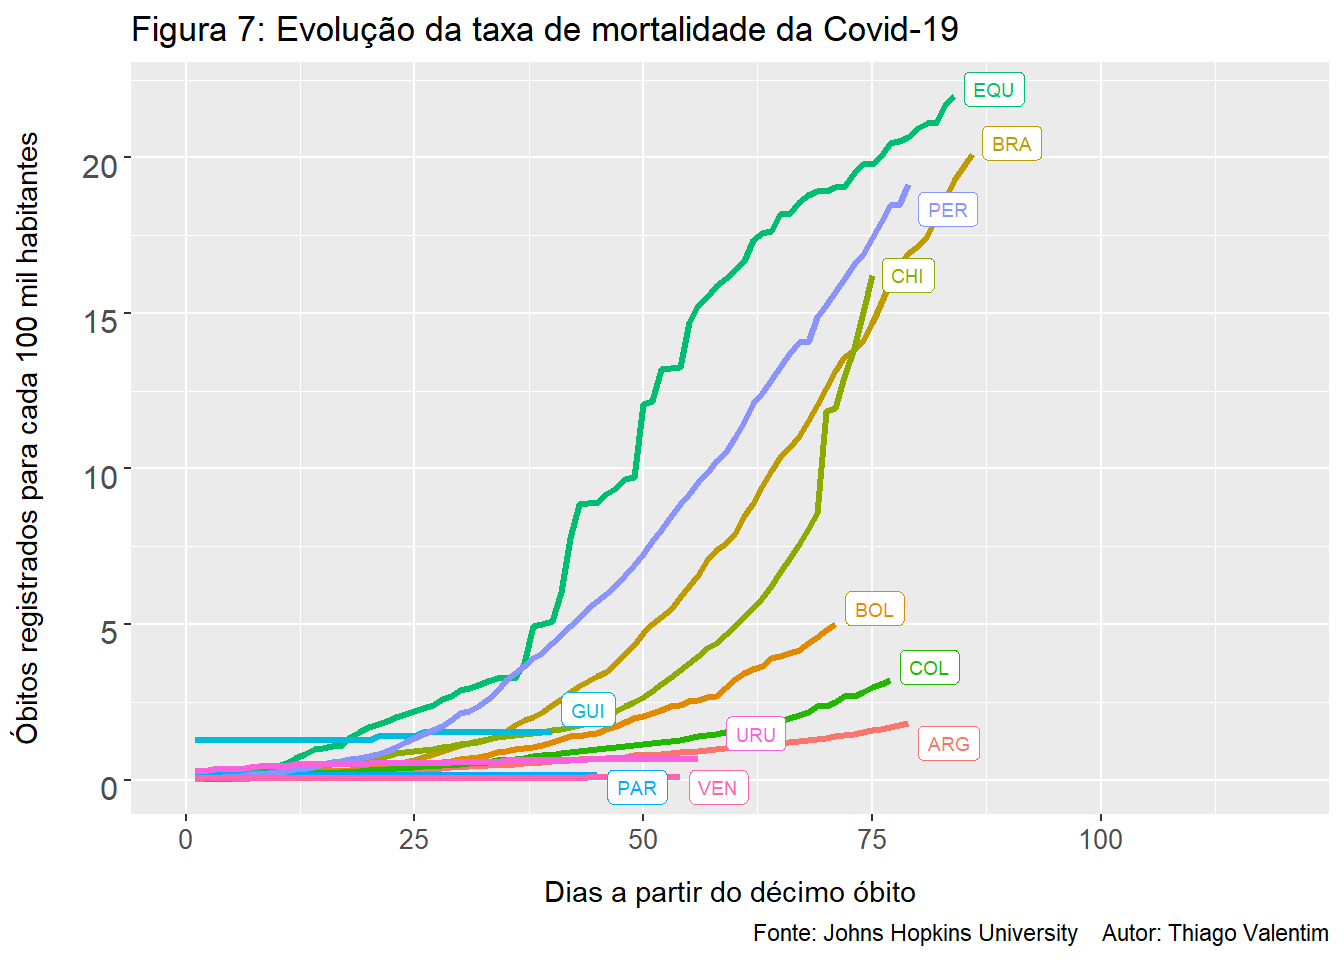 Figura 7: Evolução da taxa de mortalidade da Covid-19
Óbitos registrados para cada 100 mil habitantes
20
15
10
5
0
EQU
BRA
PER
CHI
BOL
COL
GUI
URU
ARG
PAR
VEN
0 25 50 75 100
Dias a partir do décimo óbito
Fonte: Johns Hopkins University Autor: Thiago Valentim